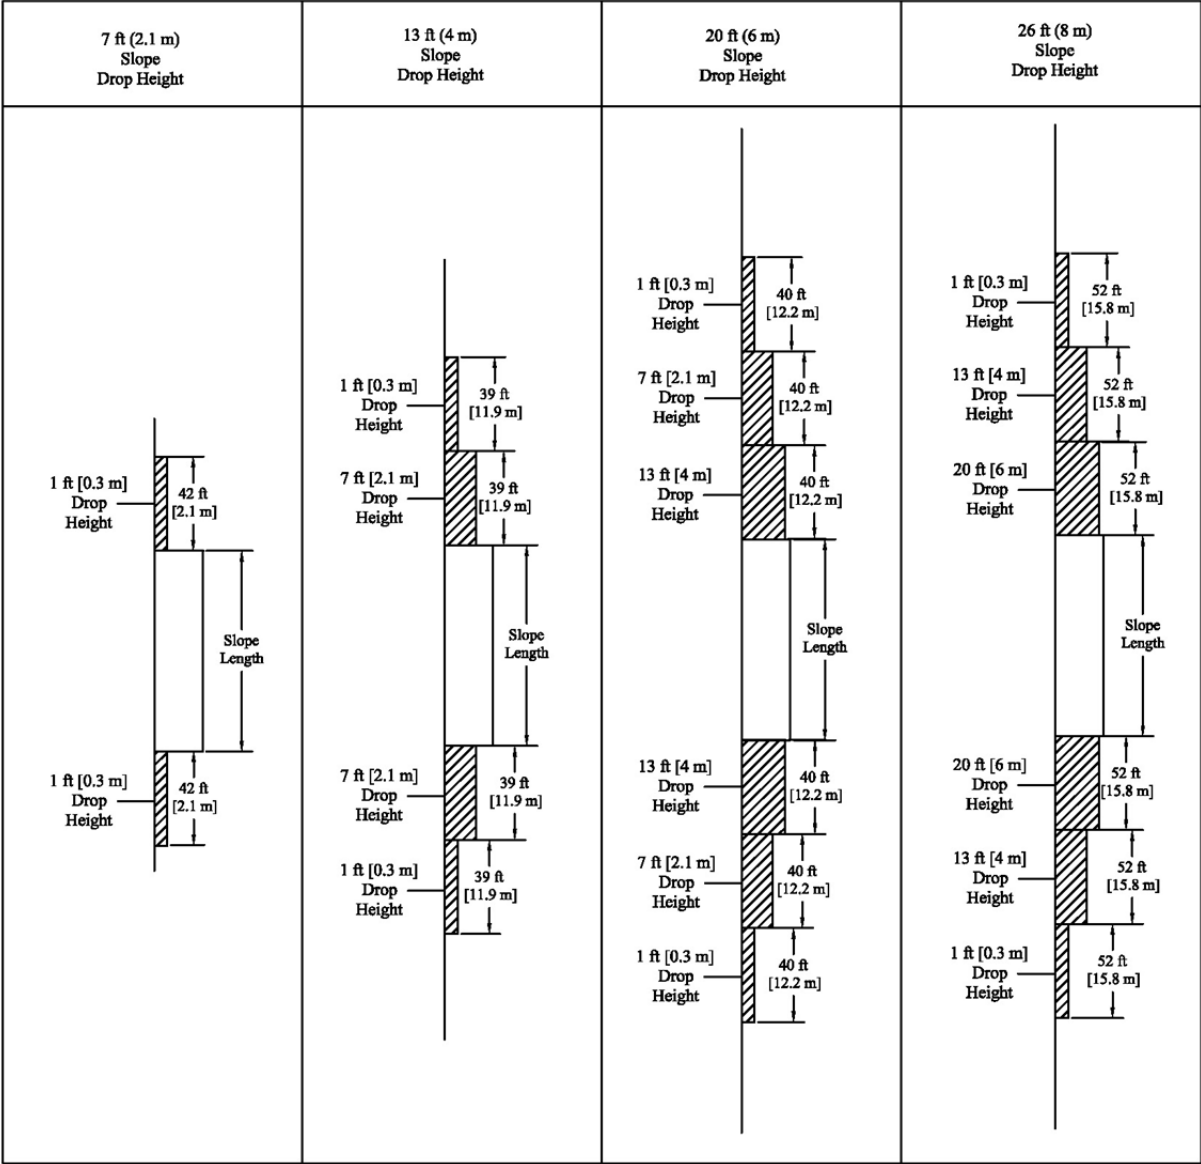 7 ft (2.1 m)
Slope
Drop Height
13 ft (4 m)
Slope
Drop Height
20 ft (6 m)
Slope
Drop Height
26 ft (8 m)
Slope
Drop Height
1 ft [0.3 m]
Drop
Height
42 ft
[2.1 m]
Slope
Length
1 ft [0.3 m]
Drop
Height
42 ft
[2.1 m]
1 ft [0.3 m]
Drop
Height
39 ft
[11.9 m]
7 ft [2.1 m]
Drop
Height
39 ft
[11.9 m]
Slope
Length
7 ft [2.1 m]
Drop
Height
39 ft
[11.9 m]
1 ft [0.3 m]
Drop
Height
39 ft
[11.9 m]
1 ft [0.3 m]
Drop
Height
40 ft
[12.2 m]
7 ft [2.1 m]
Drop
Height
40 ft
[12.2 m]
13 ft [4 m]
Drop
Height
40 ft
[12.2 m]
Slope
Length
13 ft [4 m]
Drop
Height
40 ft
[12.2 m]
7 ft [2.1 m]
Drop
Height
40 ft
[12.2 m]
1 ft [0.3 m]
Drop
Height
40 ft
[12.2 m]
1 ft [0.3 m]
Drop
Height
52 ft
[15.8 m]
13 ft [4 m]
Drop
Height
52 ft
[15.8 m]
20 ft [6 m]
Drop
Height
52 ft
[15.8 m]
Slope
Length
20 ft [6 m]
Drop
Height
52 ft
[15.8 m]
13 ft [4 m]
Drop
Height
52 ft
[15.8 m]
1 ft [0.3 m]
Drop
Height
52 ft
[15.8 m]